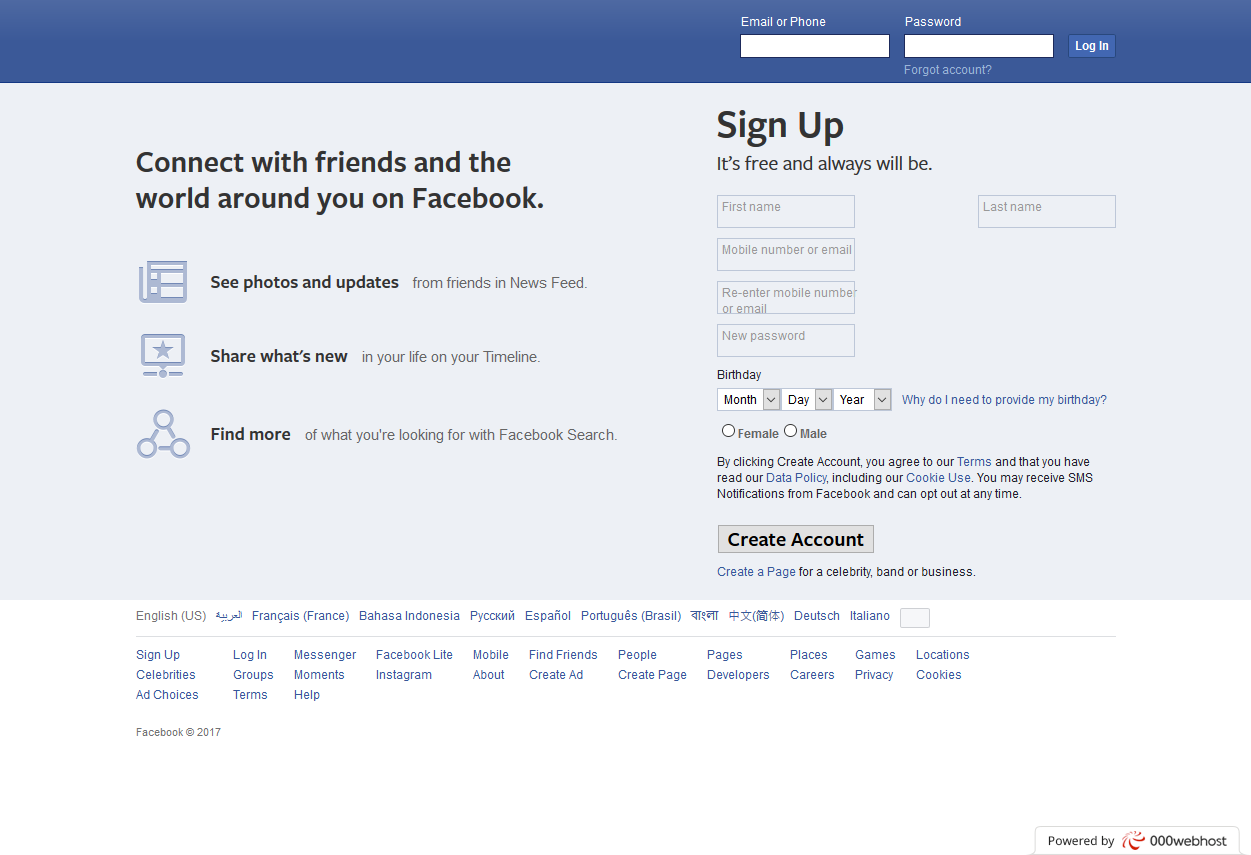 Email or Phone
Password
Log In
Forgot account?
Connect with friends and the
world around you on Facebook.
See photos and updates from friends in News Feed.
Share what's new in your life on your Timeline.
Find more of what you're looking for with Facebook Search.
Sign Up
It's free and always will be.
First name
Last name
Mobile number or email
Re-enter mobile number
or email
New password
Birthday
Month Day Year Why do I need to provide my birthday?
Female Male
By clicking Create Account, you agree to our Terms and that you have
read our Data Policy, including our Cookie Use. You may receive SMS
Notifications from Facebook and can opt out at any time.
Create Account
Create a Page for a celebrity, band or business.
English (US) العربية Français (France) Bahasa Indonesia Русский Español Português (Brasil) বাংলা 中文(简体) Deutsch Italiano
Sign Up Log In Messenger Facebook Lite Mobile Find Friends People Pages Places Games Locations
Celebrities Groups Moments Instagram About Create Ad Create Page Developers Careers Privacy Cookies
Ad Choices Terms Help
Facebook © 2017
Powered by 000webhost